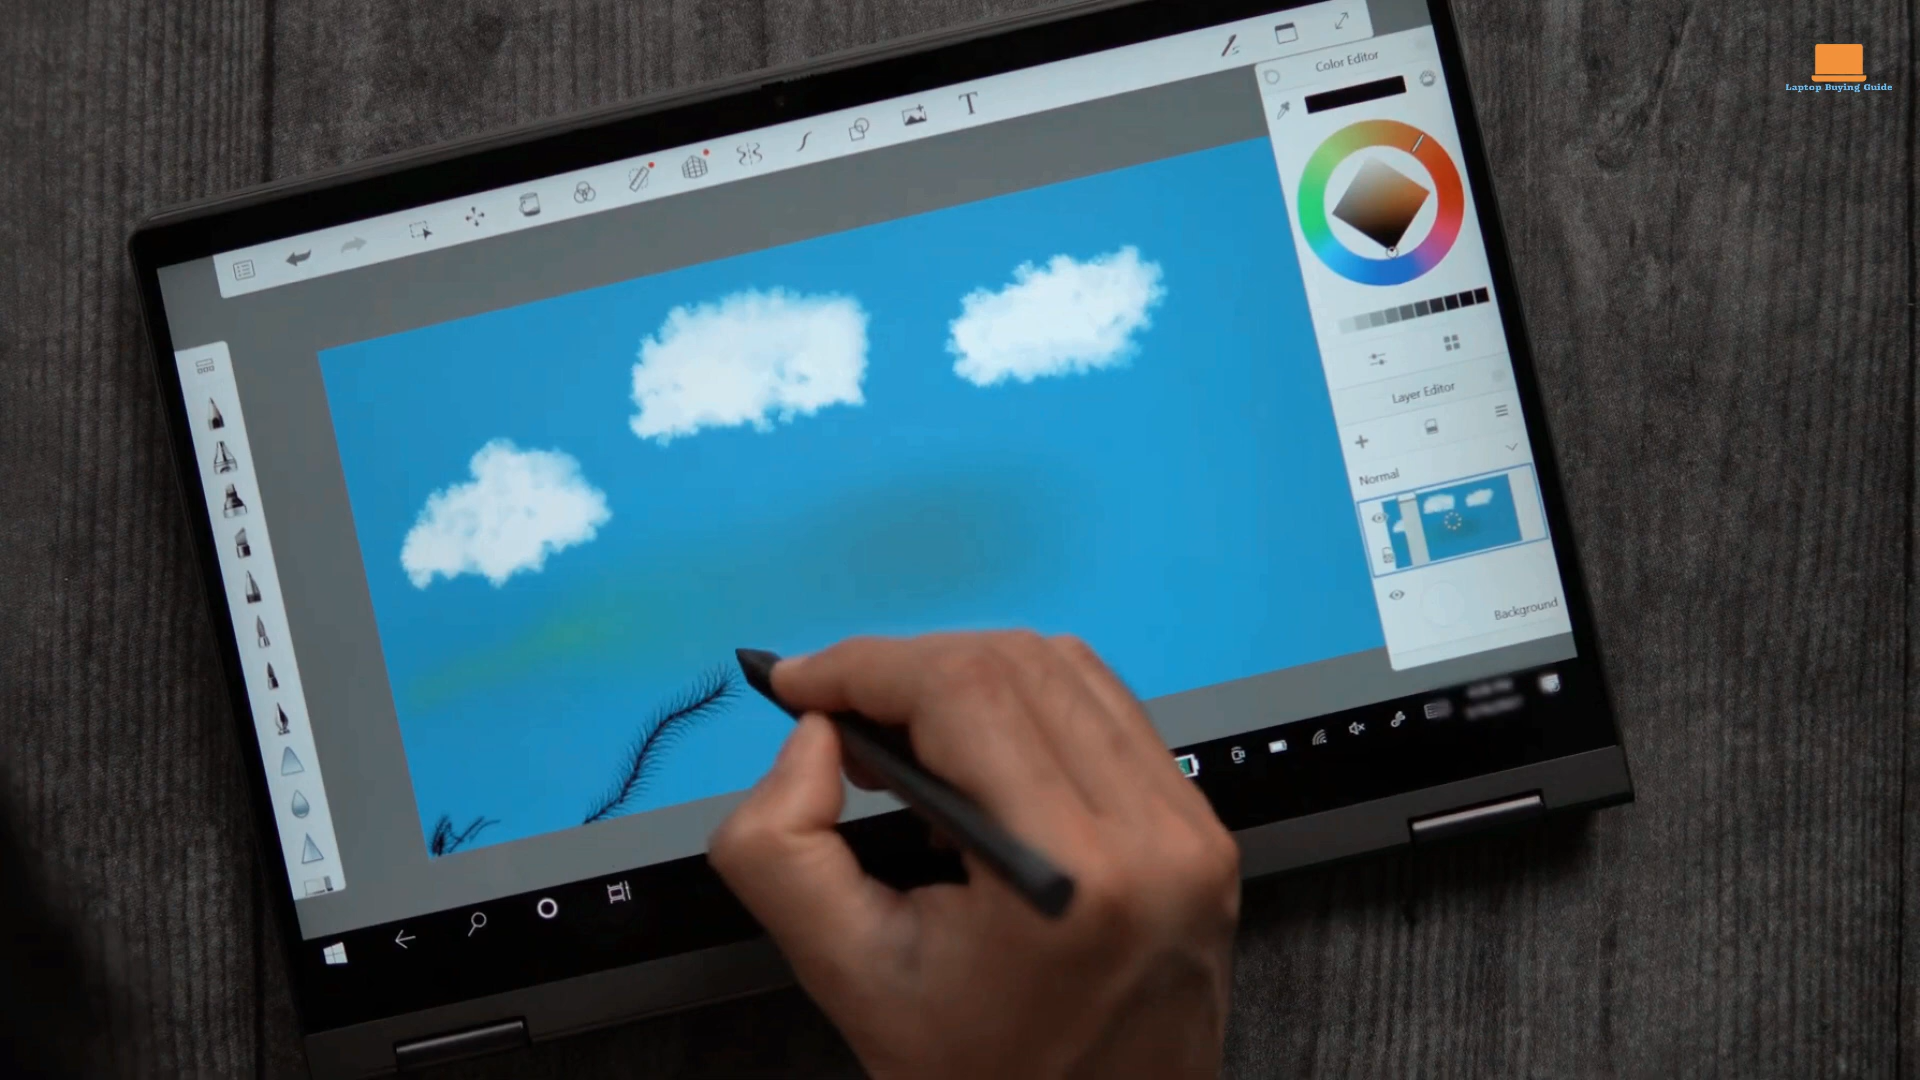 Laptop Buying Guide
T
Color Editor
Layer Editor
Normal
Background